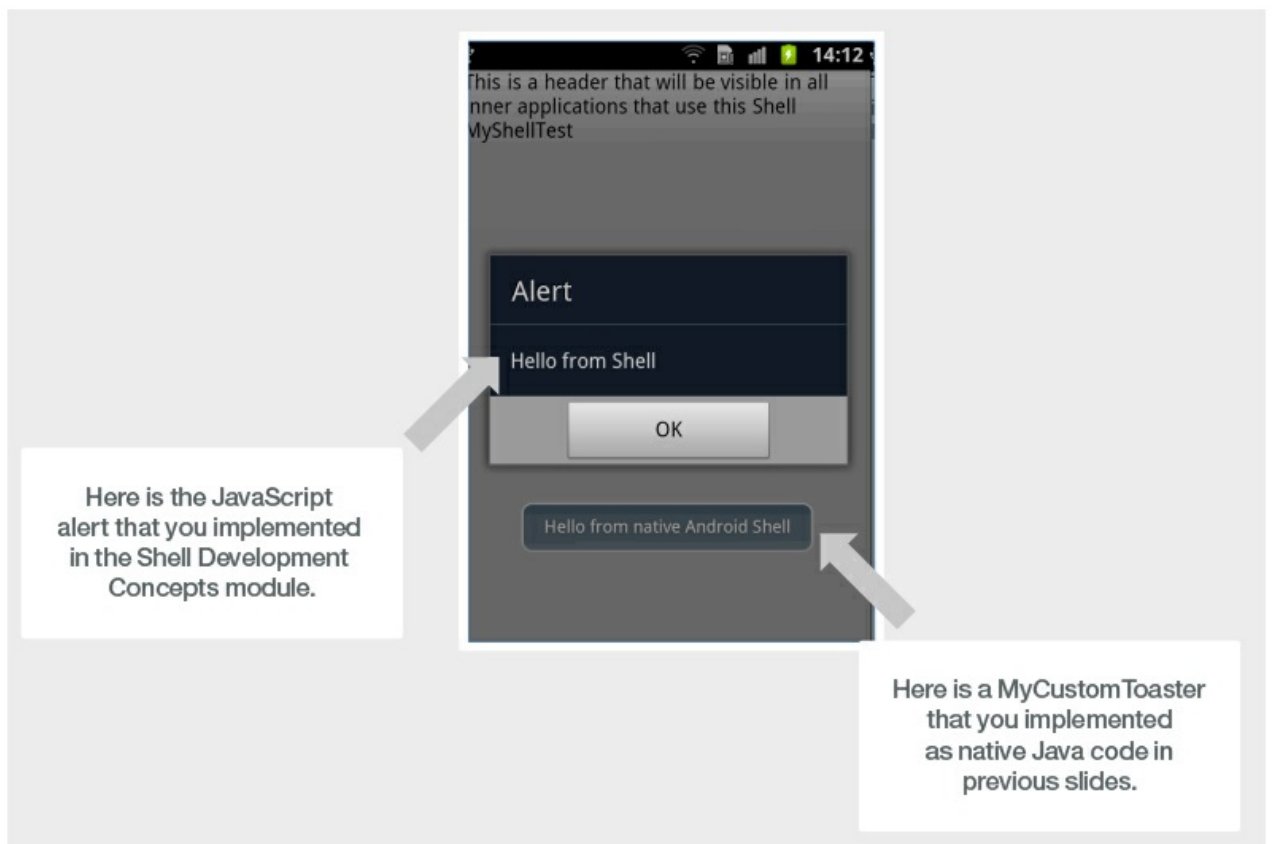 14:12
This is a header that will be visible in all
inner applications that use this Shell
MyShellTest
Alert
Hello from Shell
OK
Hello from native Android Shell
Here is the JavaScript
alert that you implemented
in the Shell Development
Concepts module.
Here is a MyCustomToaster
that you implemented
as native Java code in
previous slides.